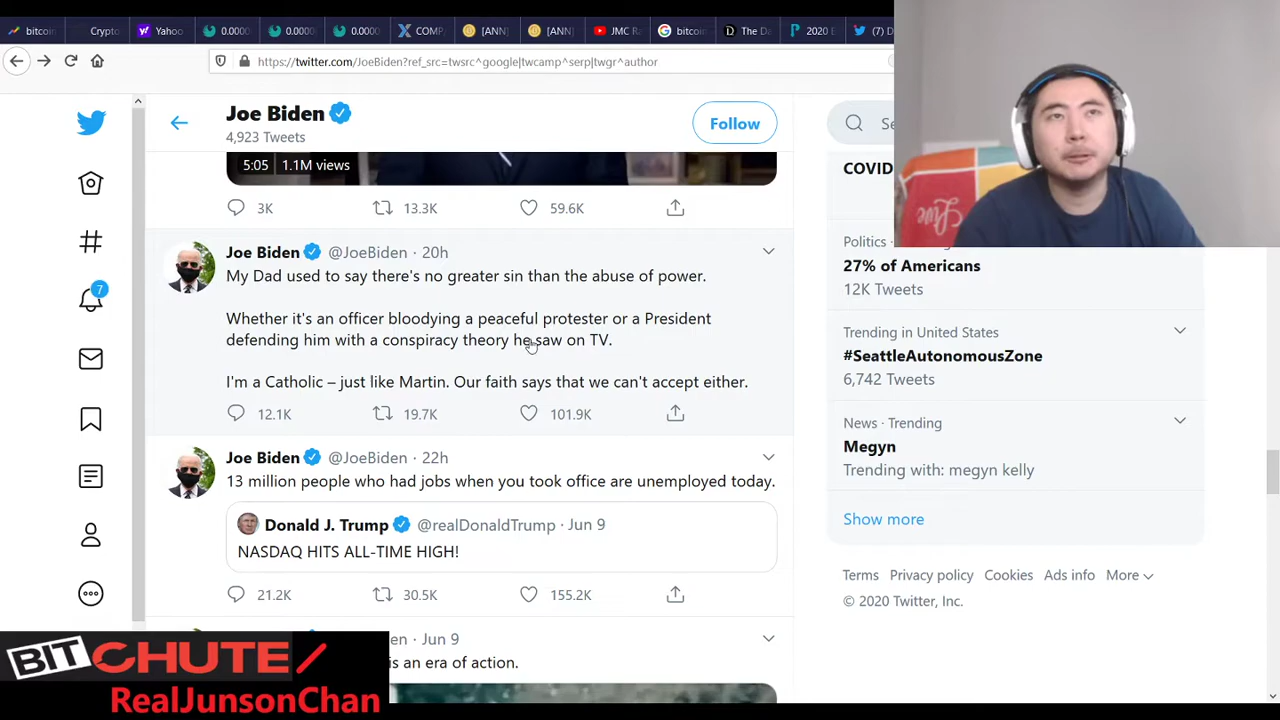 bitcoin
Crypto
Yahoo
0.0000
0.0000
0.0000
COMP
[ANN]
[ANN]
JMC R
bitcoin
The Da
2020 E
(7) D
https://twitter.com/JoeBiden?ref_src=twsrc^google|twcamp^serp|twgr^author
Joe Biden
4,923 Tweets
Follow
5:05 1.1M views
3K 13.3K 59.6K
Joe Biden @JoeBiden · 20h
My Dad used to say there's no greater sin than the abuse of power.
Whether it's an officer bloodying a peaceful protester or a President
defending him with a conspiracy theory he saw on TV.
I'm a Catholic – just like Martin. Our faith says that we can't accept either.
12.1K 19.7K 101.9K
Joe Biden @JoeBiden · 22h
13 million people who had jobs when you took office are unemployed today.
Donald J. Trump @realDonaldTrump · Jun 9
NASDAQ HITS ALL-TIME HIGH!
21.2K 30.5K 155.2K
en · Jun 9
is an era of action.
7
Se
COVID
Live
Politics ·
27% of Americans
12K Tweets
Trending in United States
#SeattleAutonomousZone
6,742 Tweets
News · Trending
Megyn
Trending with: megyn kelly
Show more
Terms Privacy policy Cookies Ads info More
© 2020 Twitter, Inc.
BITCHUTE/
RealJunsonChan